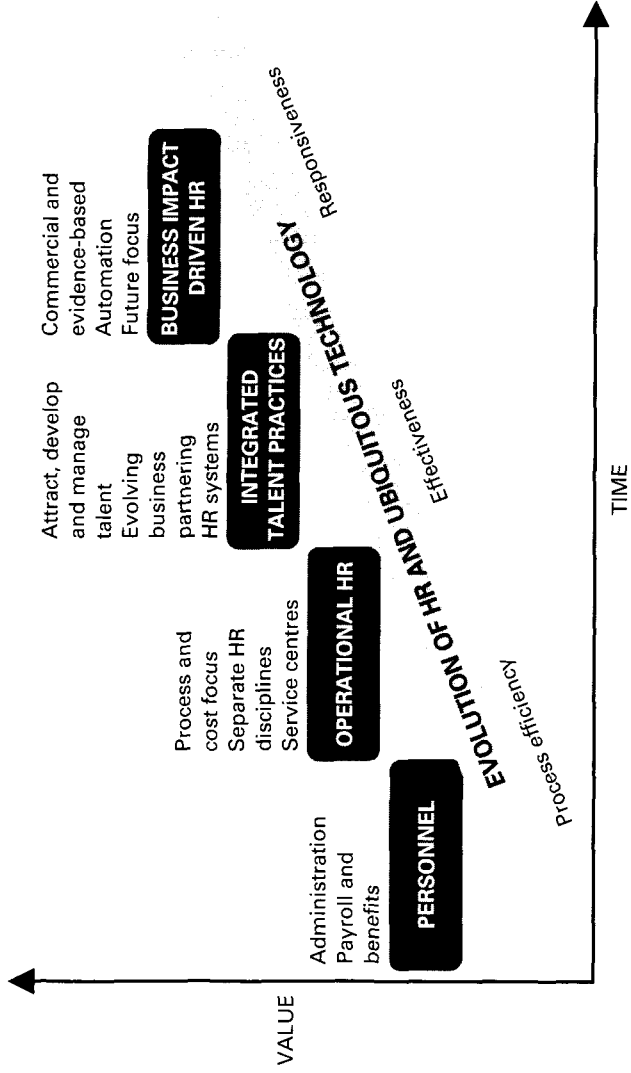 VALUE
Administration
Payroll and
benefits
PERSONNEL
Process and
cost focus
Separate HR
disciplines
Service centres
OPERATIONAL HR
Attract, develop
and manage
talent
Evolving
business
partnering
HR systems
INTEGRATED
TALENT PRACTICES
Commercial and
evidence-based
Automation
Future focus
BUSINESS IMPACT
DRIVEN HR
EVOLUTION OF HR AND UBIQUITOUS TECHNOLOGY
Process efficiency
Effectiveness
Responsiveness
TIME